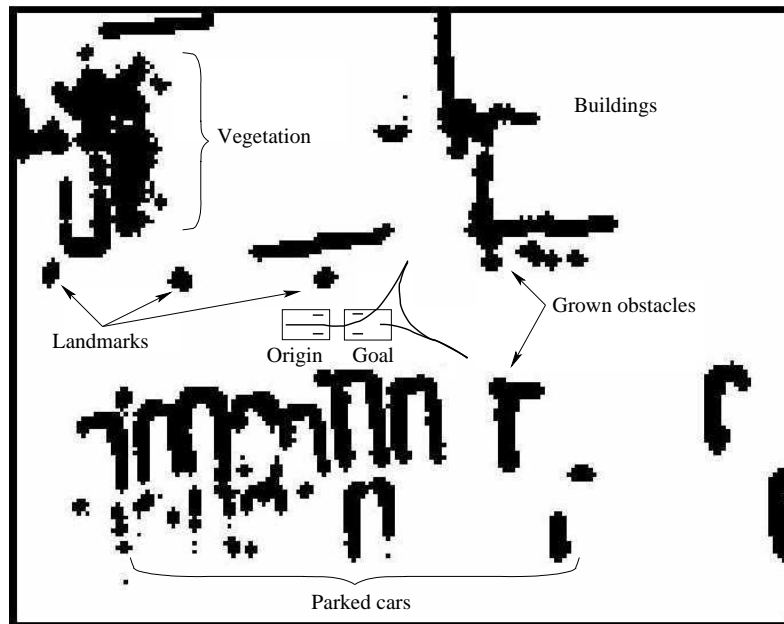 Buildings
Vegetation
Grown obstacles
Landmarks
Origin
Goal
Parked cars